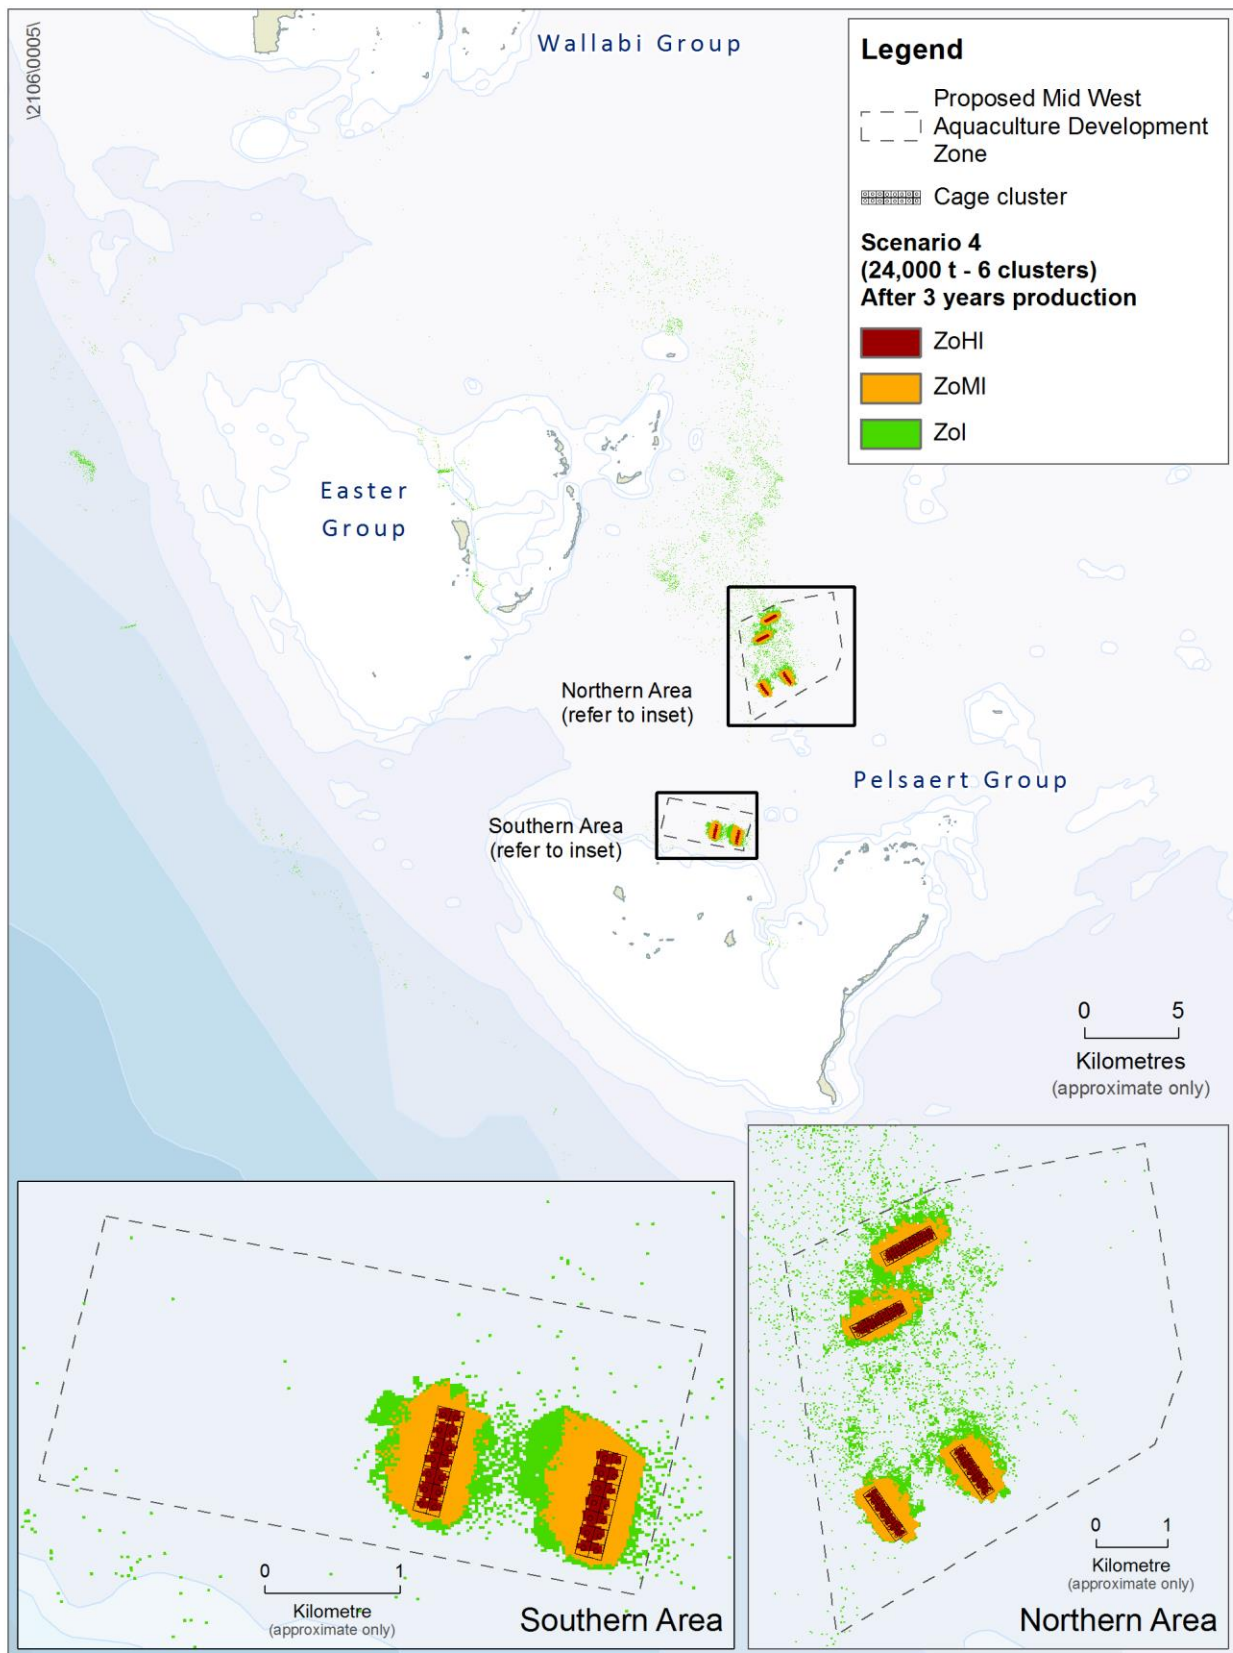 \2106\0005\
Wallabi Group
Legend
Proposed Mid West
Aquaculture Development
Zone
Cage cluster
Scenario 4
(24,000 t - 6 clusters)
After 3 years production
ZoHI
ZoMI
ZoI
Easter
Group
Northern Area
(refer to inset)
Pelsaert Group
Southern Area
(refer to inset)
0 5
Kilometres
(approximate only)
0 1
Kilometre
(approximate only)
Southern Area
0 1
Kilometre
(approximate only)
Northern Area